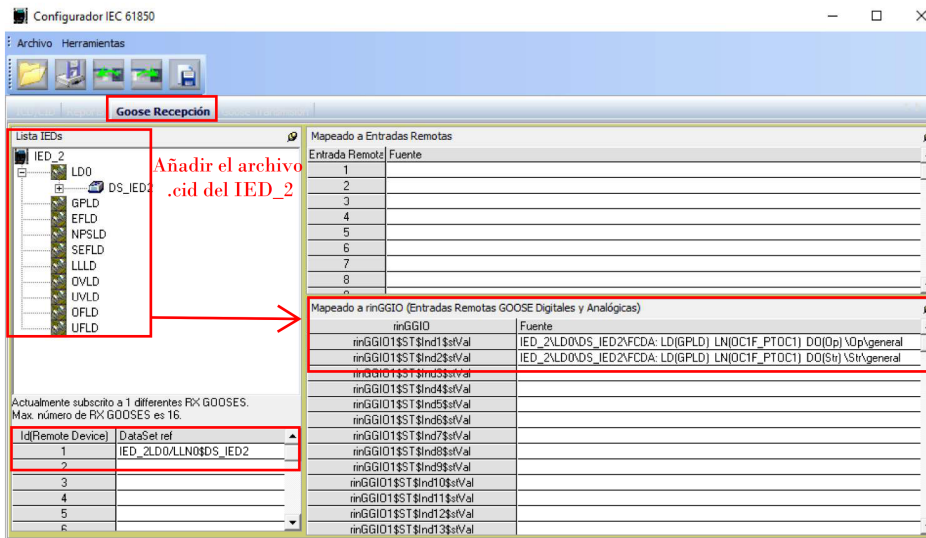 Configurador IEC 61850
Archivo Herramientas
Goose Recepción
Lista IEDs
IED_2
LD0
DS_IED2
GPLD
EFLD
NPSLD
SEFLD
LLLD
OVLD
UVLD
OFLD
UFLD
Añadir el archivo
.cid del IED_2
Actualmente subscrito a 1 differentes RX GOOSES.
Max. número de RX GOOSES es 16.
Id(Remote Device) DataSet ref
1 IED_2LD0/LLN0$DS_IED2
2
3
4
5
6
Mapeado a Entradas Remotas
Entrada Remota Fuente
1
2
3
4
5
6
7
8
Mapeado a rinGGIO (Entradas Remotas GOOSE Digitales y Analógicas)
rinGGIO Fuente
rinGGIO1$ST$Ind1$stVal IED_2\LD0\DS_IED2\FCDA: LD(GPLD) LN(OC1F_PTOC1) DO(Op) \Op\general
rinGGIO1$ST$Ind2$stVal IED_2\LD0\DS_IED2\FCDA: LD(GPLD) LN(OC1F_PTOC1) DO(Str) \Str\general
rinGGIO1$ST$Ind3$stVal
rinGGIO1$ST$Ind4$stVal
rinGGIO1$ST$Ind5$stVal
rinGGIO1$ST$Ind6$stVal
rinGGIO1$ST$Ind7$stVal
rinGGIO1$ST$Ind8$stVal
rinGGIO1$ST$Ind9$stVal
rinGGIO1$ST$Ind10$stVal
rinGGIO1$ST$Ind11$stVal
rinGGIO1$ST$Ind12$stVal
rinGGIO1$ST$Ind13$stVal